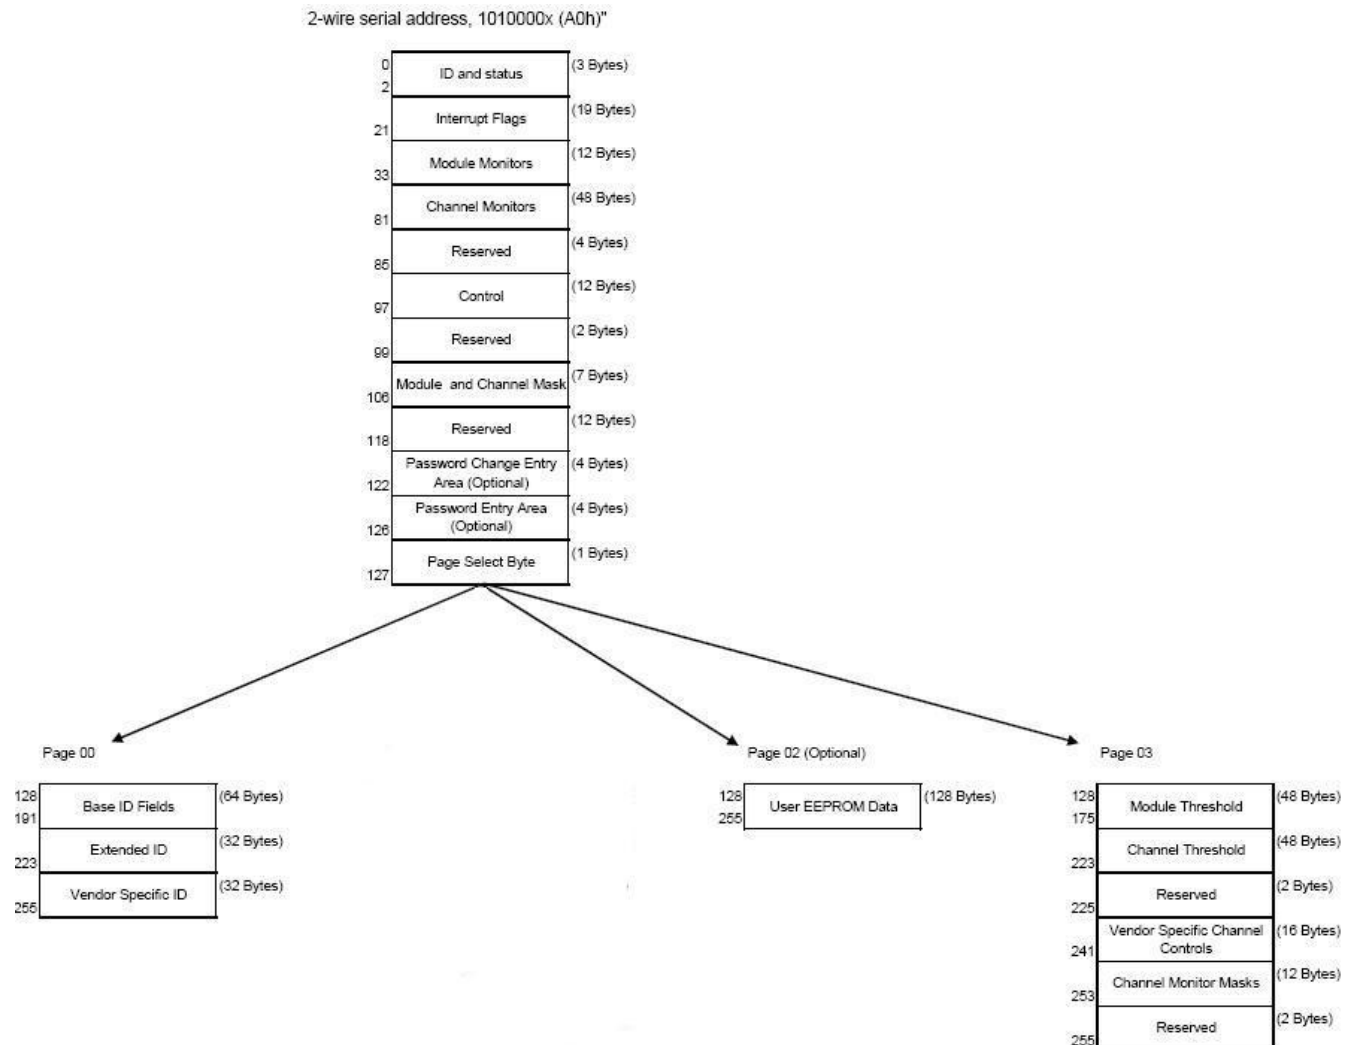 2-wire serial address, 1010000x (A0h)"
0
ID and status
(3 Bytes)
2
Interrupt Flags
(19 Bytes)
21
Module Monitors
(12 Bytes)
33
Channel Monitors
(48 Bytes)
81
Reserved
(4 Bytes)
85
Control
(12 Bytes)
97
Reserved
(2 Bytes)
99
Module and Channel Mask
(7 Bytes)
106
Reserved
(12 Bytes)
118
Password Change Entry
Area (Optional)
(4 Bytes)
122
Password Entry Area
(Optional)
(4 Bytes)
126
Page Select Byte
(1 Bytes)
127
Page 00
128
Base ID Fields
(64 Bytes)
191
Extended ID
(32 Bytes)
223
Vendor Specific ID
(32 Bytes)
255
Page 02 (Optional)
128
User EEPROM Data
(128 Bytes)
255
Page 03
128
Module Threshold
(48 Bytes)
175
Channel Threshold
(48 Bytes)
223
Reserved
(2 Bytes)
225
Vendor Specific Channel
Controls
(16 Bytes)
241
Channel Monitor Masks
(12 Bytes)
253
Reserved
(2 Bytes)
255